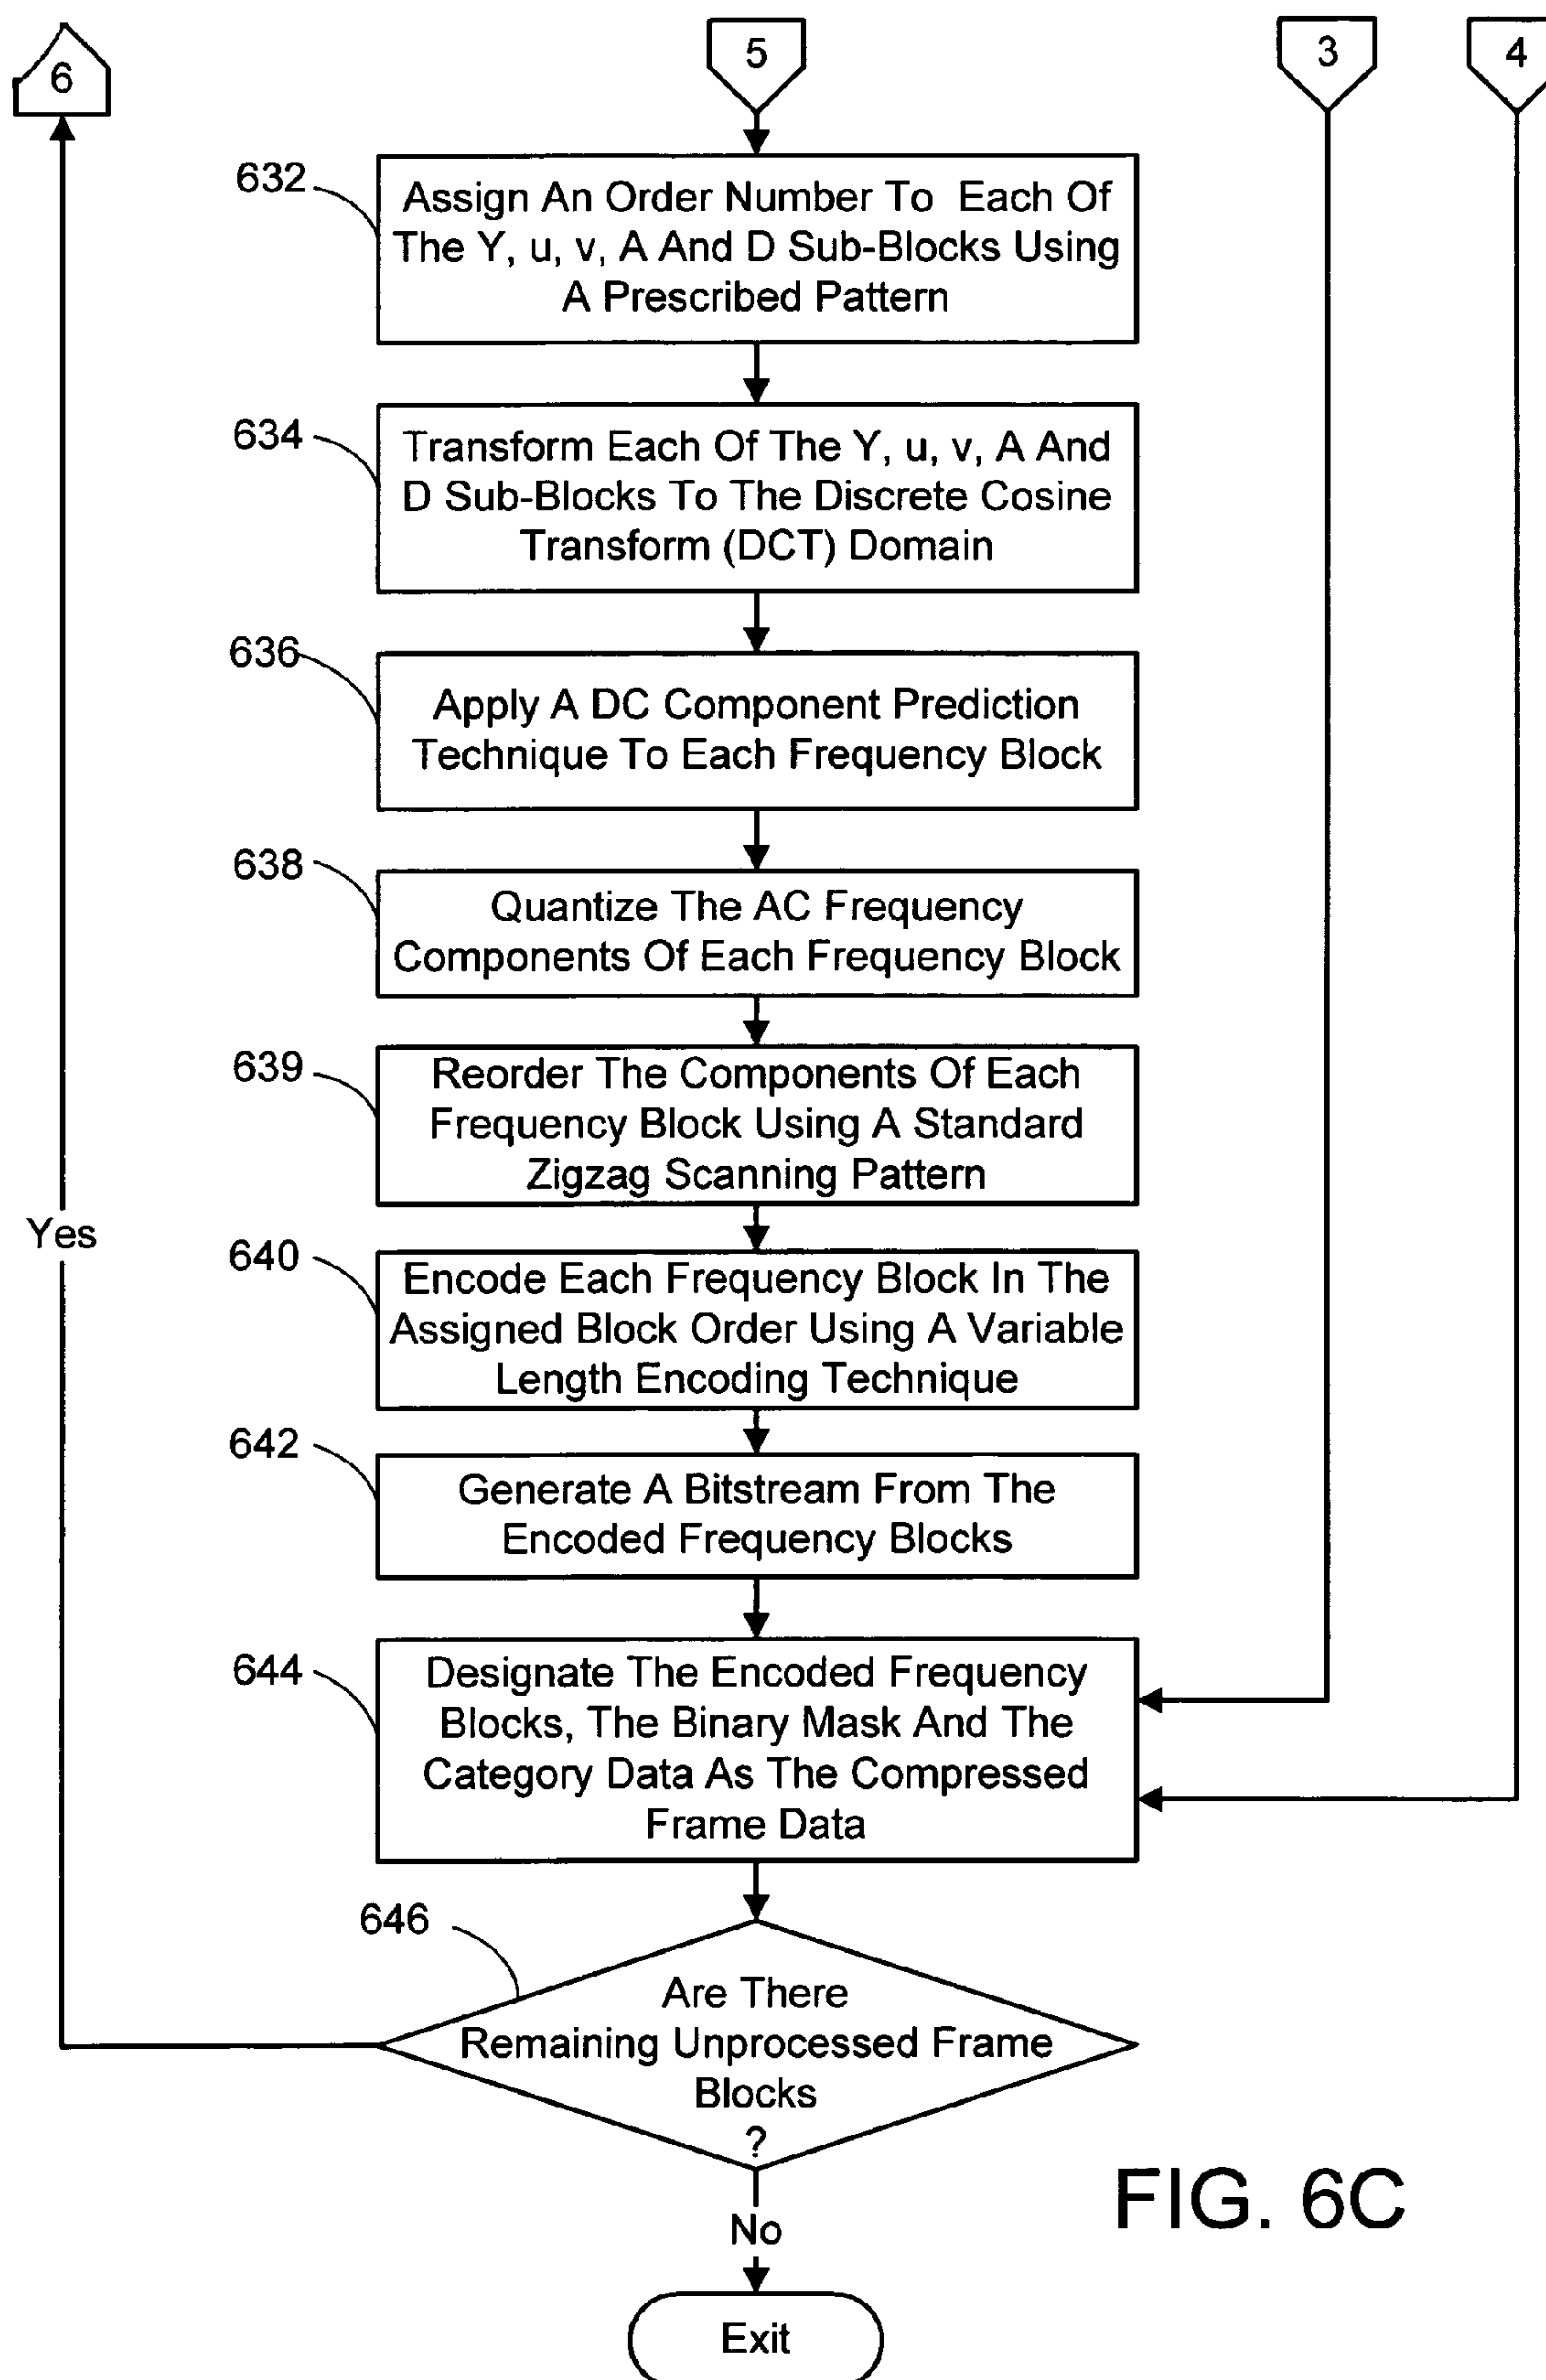 6
5
3
4
632
Assign An Order Number To Each Of
The Y, u, v, A And D Sub-Blocks Using
A Prescribed Pattern
634
Transform Each Of The Y, u, v, A And
D Sub-Blocks To The Discrete Cosine
Transform (DCT) Domain
636
Apply A DC Component Prediction
Technique To Each Frequency Block
638
Quantize The AC Frequency
Components Of Each Frequency Block
639
Reorder The Components Of Each
Frequency Block Using A Standard
Zigzag Scanning Pattern
Yes
640
Encode Each Frequency Block In The
Assigned Block Order Using A Variable
Length Encoding Technique
642
Generate A Bitstream From The
Encoded Frequency Blocks
644
Designate The Encoded Frequency
Blocks, The Binary Mask And The
Category Data As The Compressed
Frame Data
646
Are There
Remaining Unprocessed Frame
Blocks
?
No
FIG. 6C
Exit